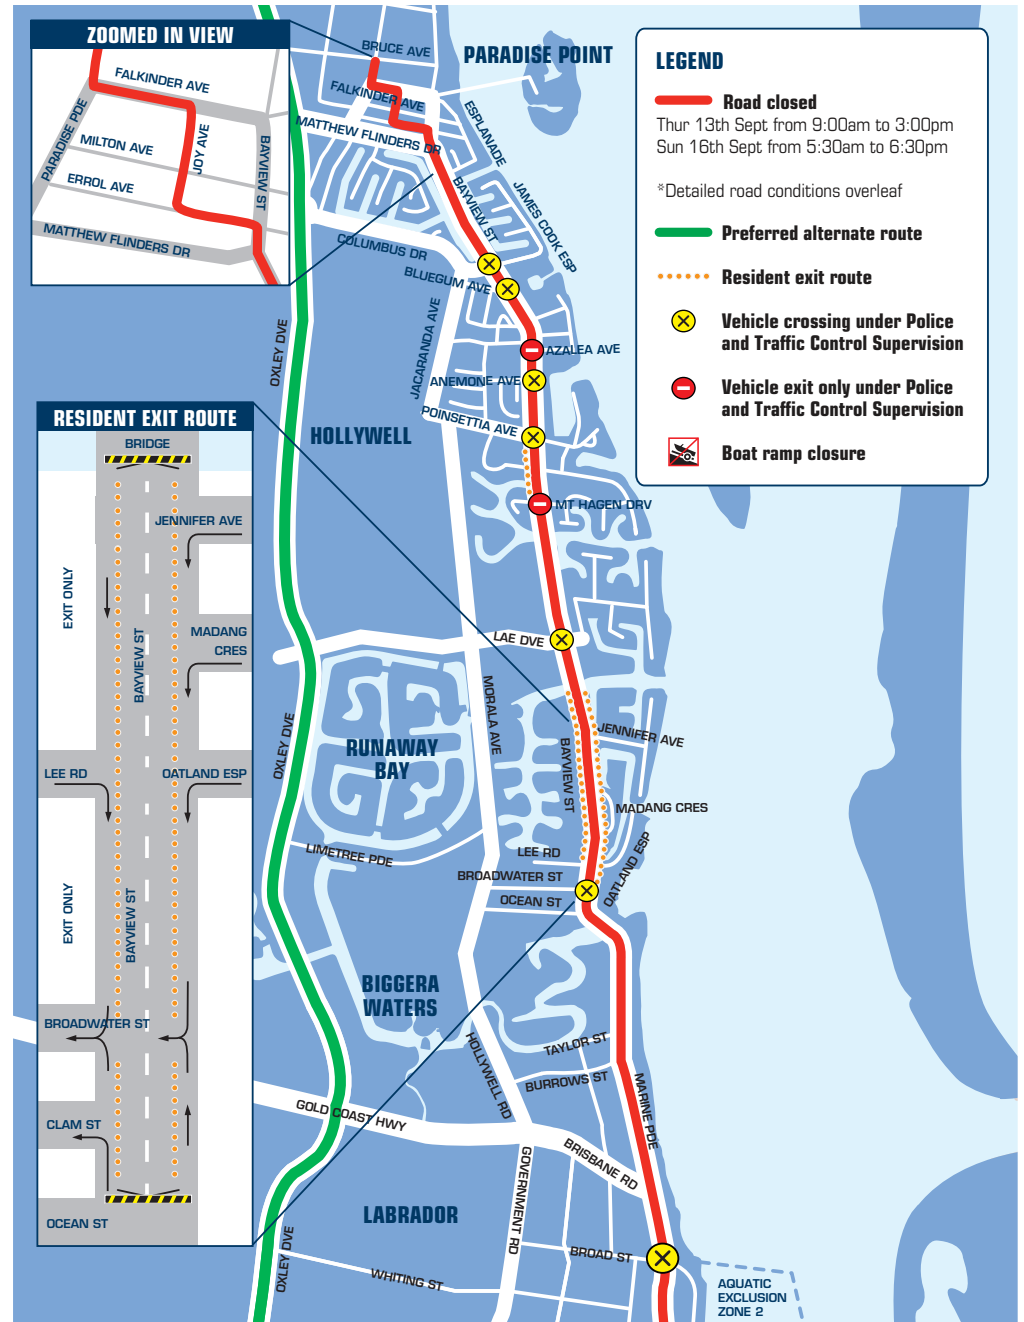 ZOOMED IN VIEW
FALKINDER AVE
PARADISE PDE
MILTON AVE
JOY AVE
BAYVIEW ST
ERROL AVE
MATTHEW FLINDERS DR
BRUCE AVE
PARADISE POINT
FALKINDER AVE
ESPLANADE
MATTHEW FLINDERS DR
BAYVIEW ST
JAMES COOK ESP
COLUMBUS DR
BLUEGUM AVE
JACARANDA AVE
OXLEY DVE
AZALEA AVE
ANEMONE AVE
POINSETTIA AVE
HOLLYWELL
MT HAGEN DRV
LEGEND
Road closed
Thur 13th Sept from 9:00am to 3:00pm
Sun 16th Sept from 5:30am to 6:30pm
*Detailed road conditions overleaf
Preferred alternate route
Resident exit route
Vehicle crossing under Police
and Traffic Control Supervision
Vehicle exit only under Police
and Traffic Control Supervision
Boat ramp closure
RESIDENT EXIT ROUTE
BRIDGE
JENNIFER AVE
EXIT ONLY
BAYVIEW ST
MADANG
CRES
LEE RD
OATLAND ESP
EXIT ONLY
BAYVIEW ST
BROADWATER ST
CLAM ST
OCEAN ST
LAE DVE
MORALA AVE
OXLEY DVE
RUNAWAY
BAY
JENNIFER AVE
BAYVIEW ST
MADANG CRES
LIMETREE PDE
LEE RD
OATLAND ESP
BROADWATER ST
OCEAN ST
BIGGERA
WATERS
TAYLOR ST
HOLLYWELL RD
BURROWS ST
MARINE PDE
GOLD COAST HWY
BRISBANE RD
GOVERNMENT RD
LABRADOR
BROAD ST
OXLEY DVE
WHITING ST
AQUATIC
EXCLUSION
ZONE 2